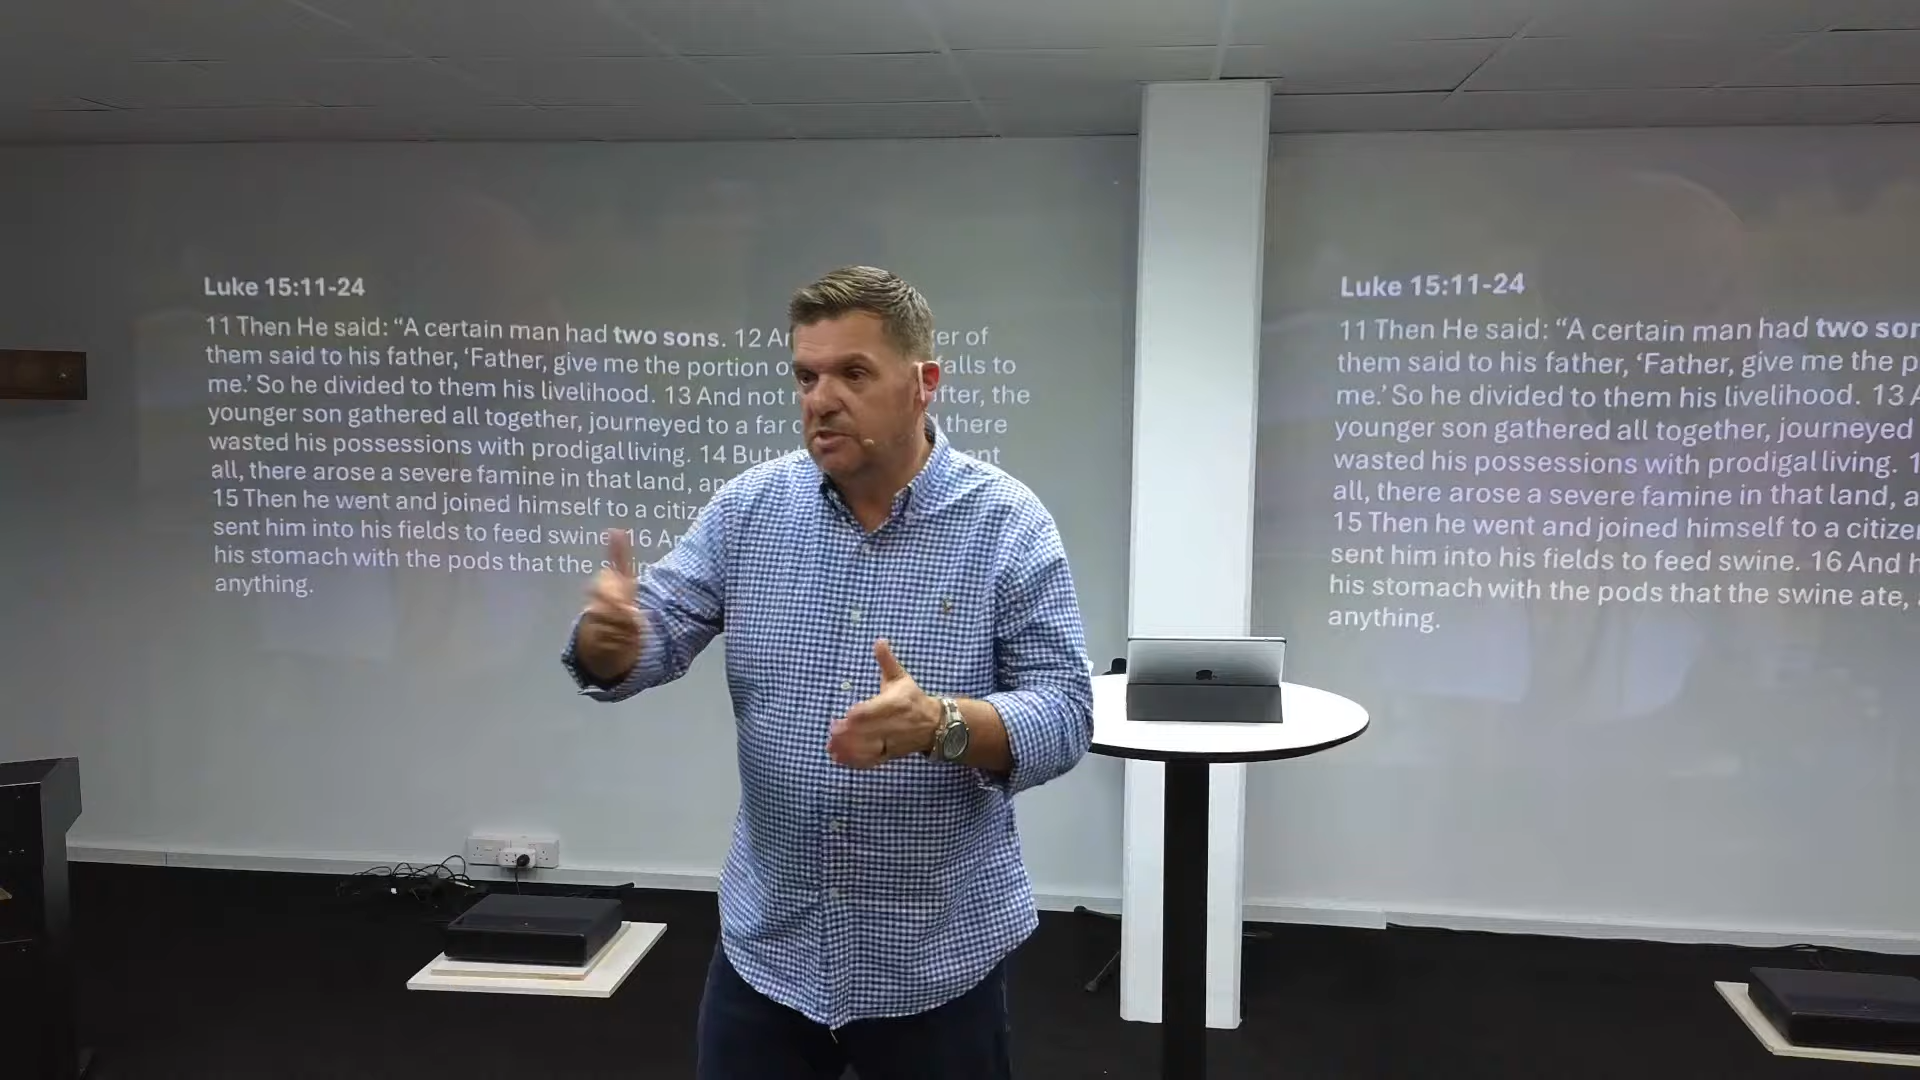 Luke 15:11-24
11 Then He said: “A certain man had two sons. 12 er of
them said to his father, ‘Father, give me the portion falls to
me.’ So he divided to them his livelihood. 13 And not after, the
younger son gathered all together, journeyed to a far there
wasted his possessions with prodigal living. 14 But
all, there arose a severe famine in that land,
15 Then he went and joined himself to a
sent him into his fields to feed swine. 16
his stomach with the pods that the
anything.
Luke 15:11-24
11 Then He said: “A certain man had two
them said to his father, ‘Father, give me the
me.’ So he divided to them his livelihood. 13
younger son gathered all together, journeyed
wasted his possessions with prodigal living.
all, there arose a severe famine in that land,
15 Then he went and joined himself to a citizen
sent him into his fields to feed swine. 16 And
his stomach with the pods that the swine ate,
anything.